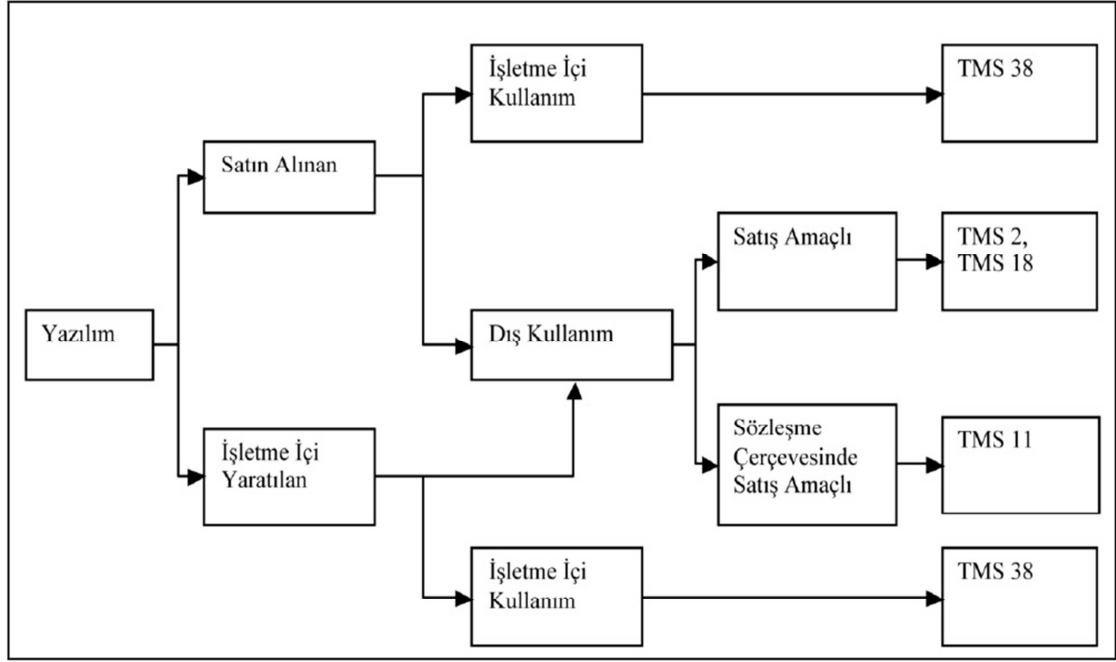 İşletme İçi
Kullanım
TMS 38
Satın Alınan
Satış Amaçlı
TMS 2,
TMS 18
Yazılım
Dış Kullanım
İşletme İçi
Yaratılan
Sözleşme
Çerçevesinde
Satış Amaçlı
TMS 11
İşletme İçi
Kullanım
TMS 38